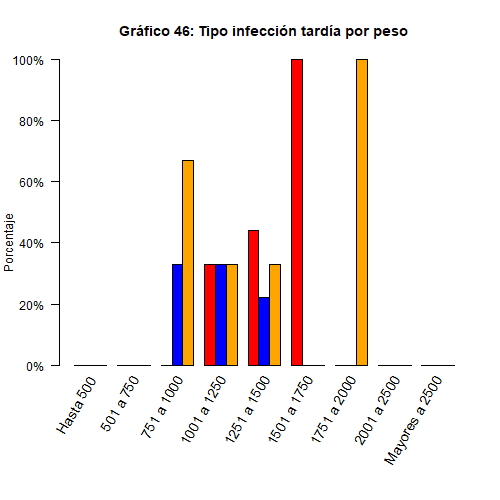 Gráfico 46: Tipo infección tardía por peso
Porcentaje
100%
80%
60%
40%
20%
0%
Hasta 500
501 a 750
751 a 1000
1001 a 1250
1251 a 1500
1501 a 1750
1751 a 2000
2001 a 2500
Mayores a 2500